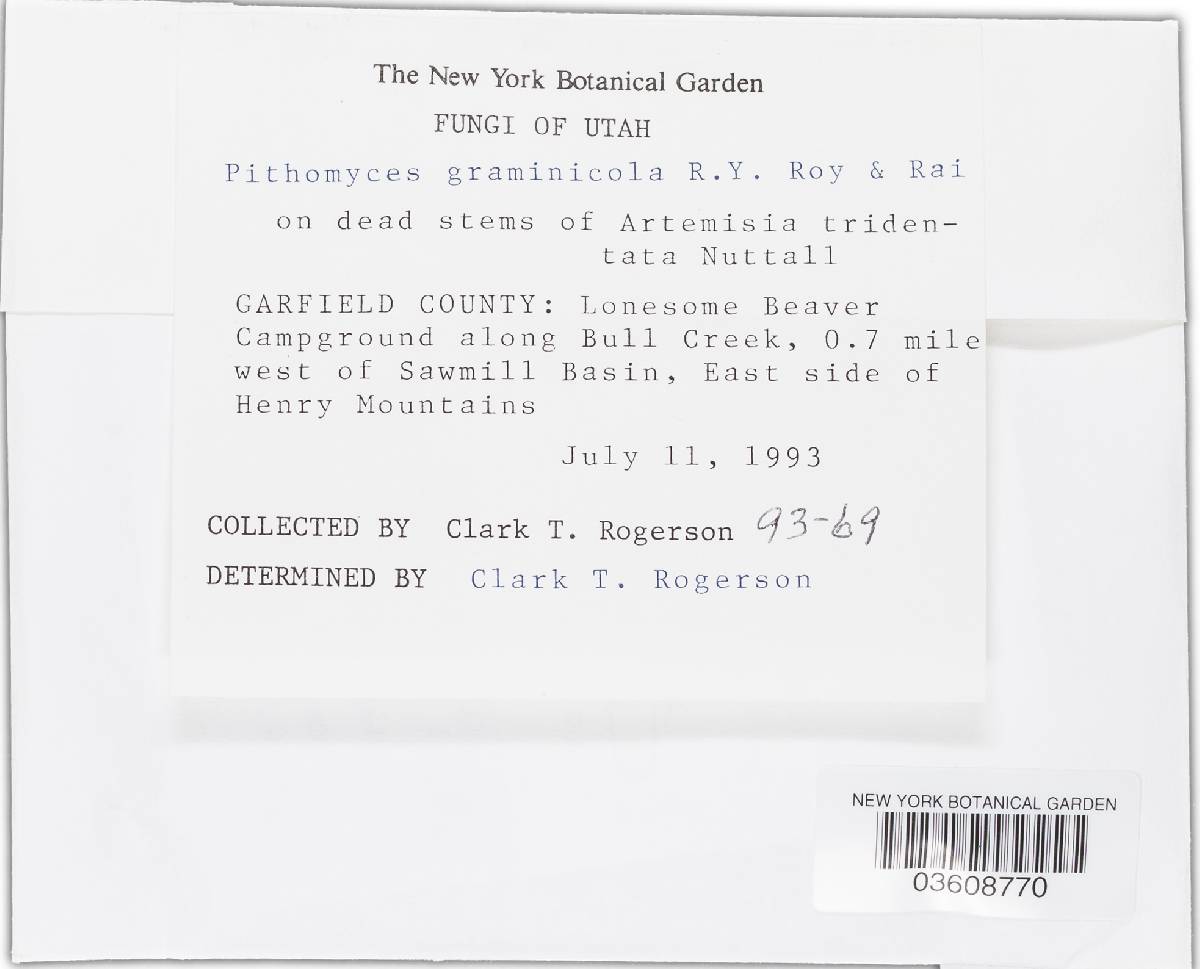 The New York Botanical Garden
FUNGI OF UTAH
Pithomyces graminicola R.Y. Roy & Rai
on dead stems of Artemisia triden-
tata Nuttall
GARFIELD COUNTY: Lonesome Beaver
Campground along Bull Creek, 0.7 mile
west of Sawmill Basin, East side of
Henry Mountains
July 11, 1993
COLLECTED BY Clark T. Rogerson 93-69
DETERMINED BY Clark T. Rogerson
NEW YORK BOTANICAL GARDEN
03608770